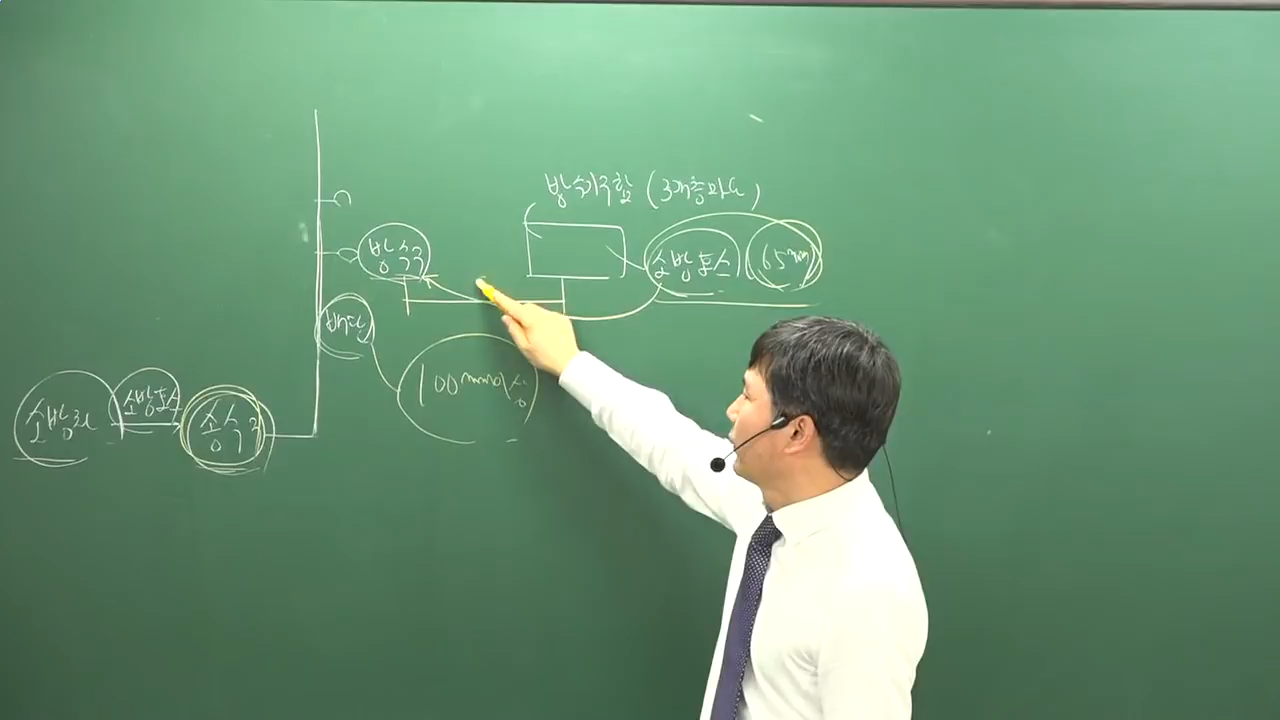 방수기구함 (3개층마다)
방수구
소방호스 (65mm)
배관
100mm이상
소방차
소방호스
송수구